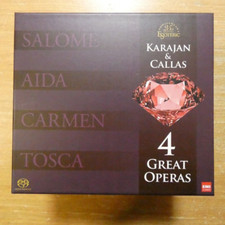 SALOME
AIDA
CARMEN
TOSCA
KARAJAN
&
CALLAS
4
GREAT
OPERAS